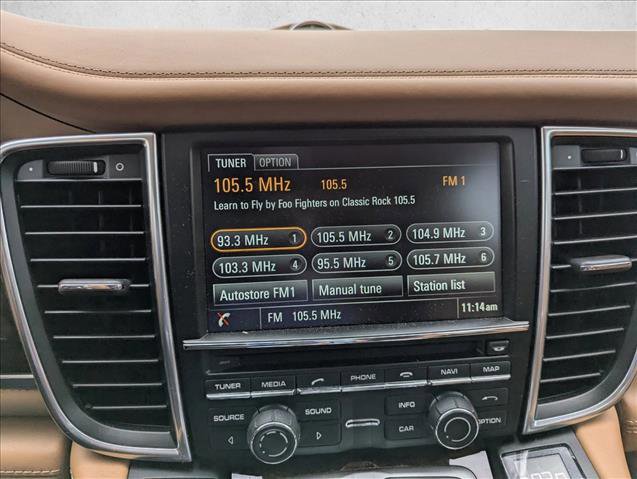 TUNER OPTION
105.5 MHz 105.5 FM 1
Learn to Fly by Foo Fighters on Classic Rock 105.5
93.3 MHz 1 105.5 MHz 2 104.9 MHz 3
103.3 MHz 4 95.5 MHz 5 105.7 MHz 6
Autostore FM1 Manual tune Station list
FM 105.5 MHz 11:14 am
TUNER MEDIA PHONE NAVI MAP
SOURCE SOUND INFO
CAR OPTION